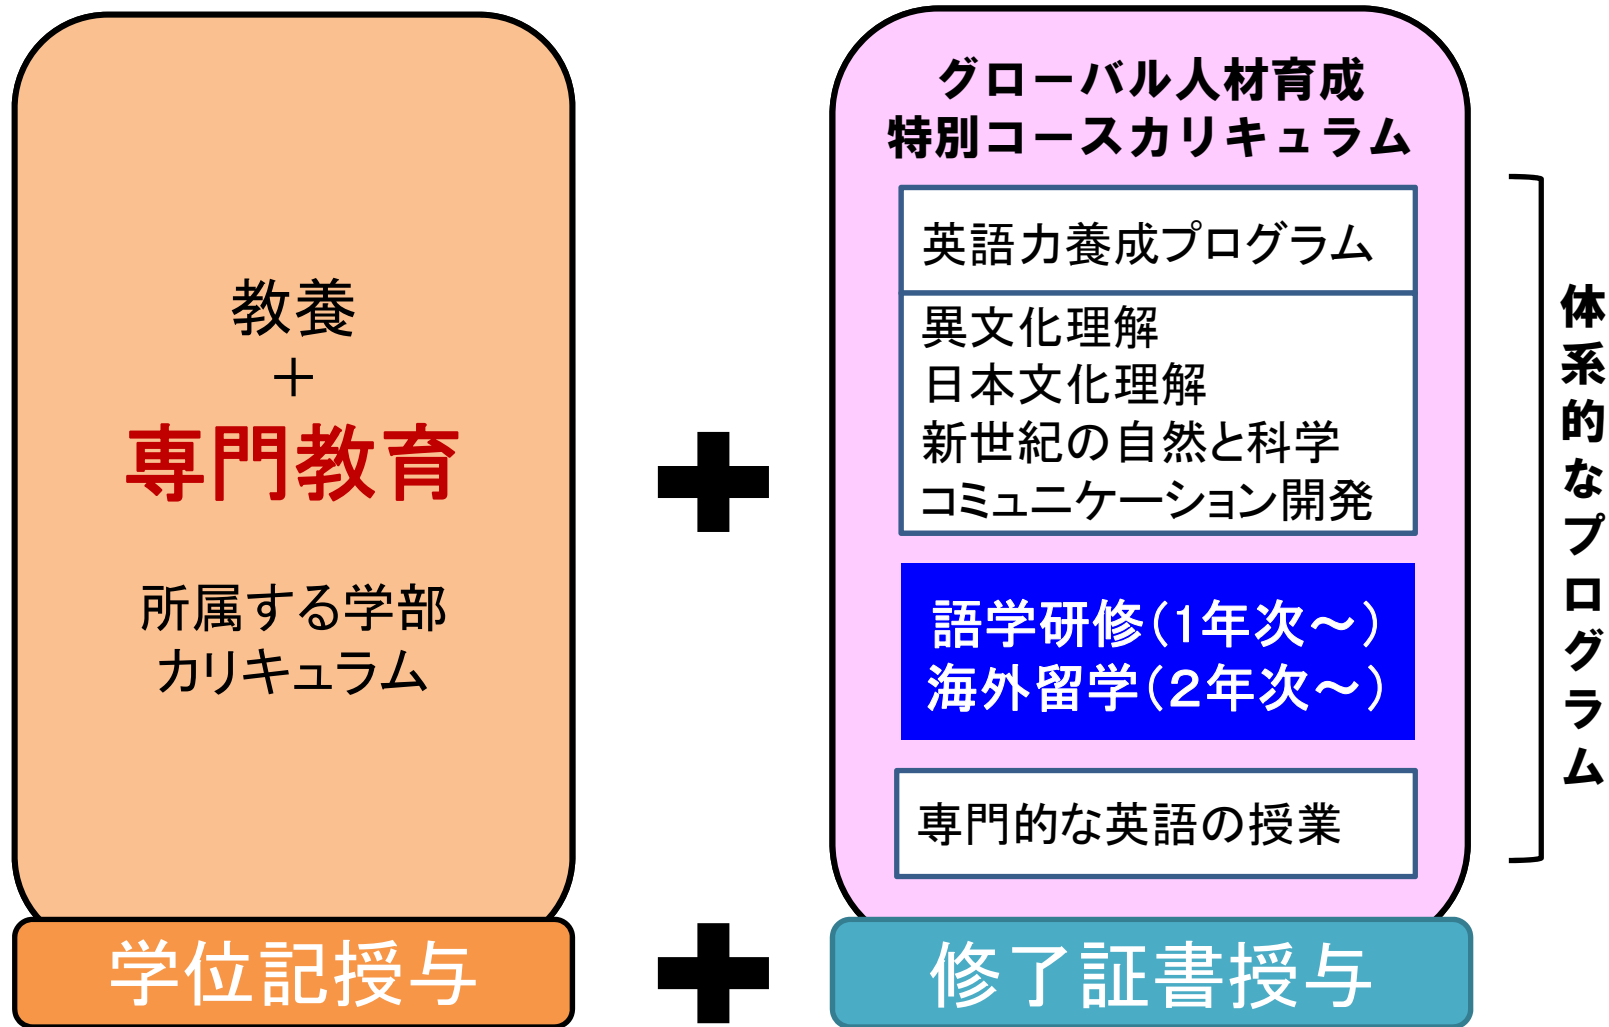 教養
＋
専門教育
所属する学部
カリキュラム
学位記授与
グローバル人材育成
特別コースカリキュラム
英語力養成プログラム
異文化理解
日本文化理解
新世紀の自然と科学
コミュニケーション開発
語学研修（1年次～）
海外留学（2年次～）
専門的な英語の授業
修了証書授与
体系的なプログラム